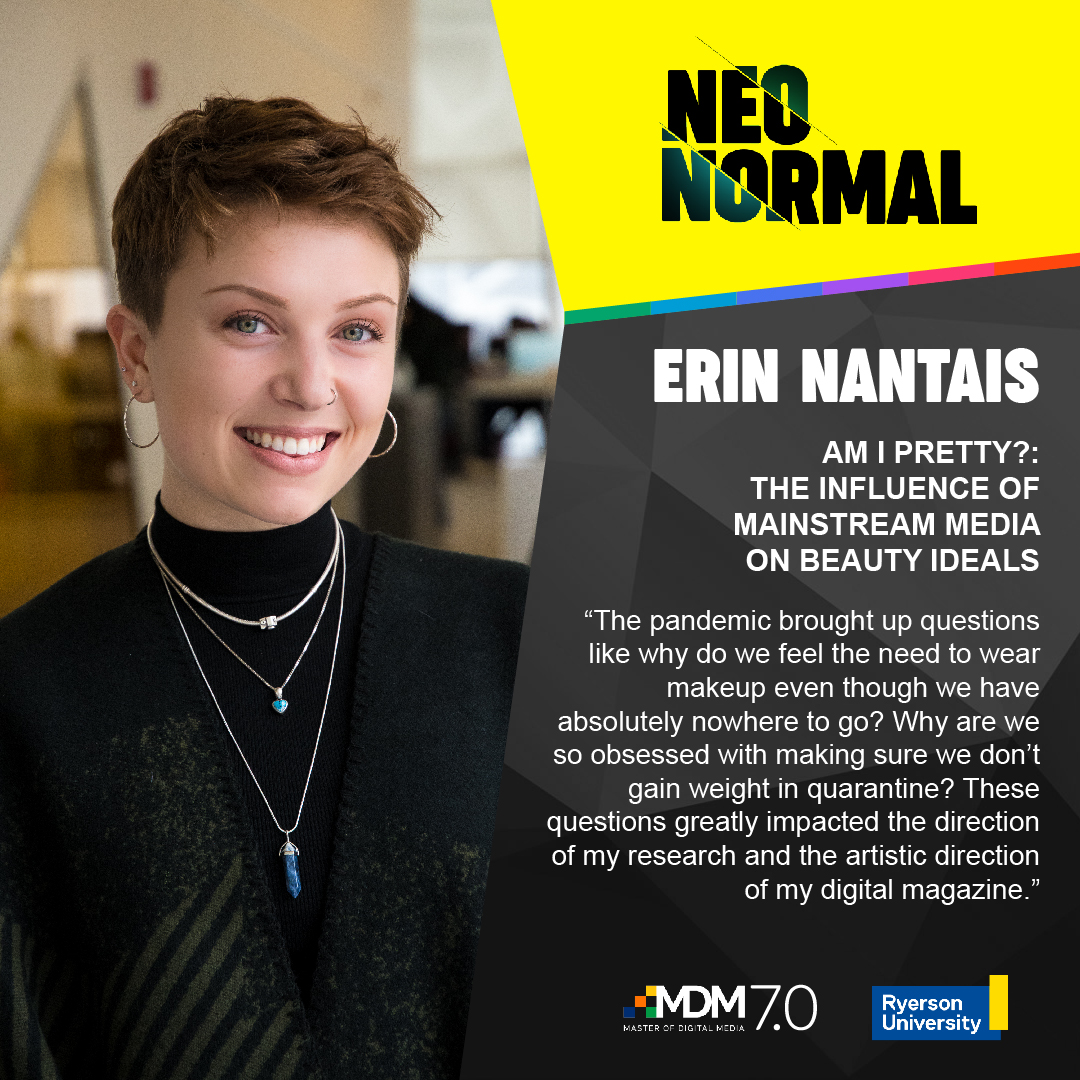 NEO
NORMAL
ERIN NANTAIS
AM I PRETTY?:
THE INFLUENCE OF
MAINSTREAM MEDIA
ON BEAUTY IDEALS
“The pandemic brought up questions
like why do we feel the need to wear
makeup even though we have
absolutely nowhere to go? Why are we
so obsessed with making sure we don’t
gain weight in quarantine? These
questions greatly impacted the direction
of my research and the artistic direction
of my digital magazine.”
MDM 7.0
MASTER OF DIGITAL MEDIA
Ryerson
University